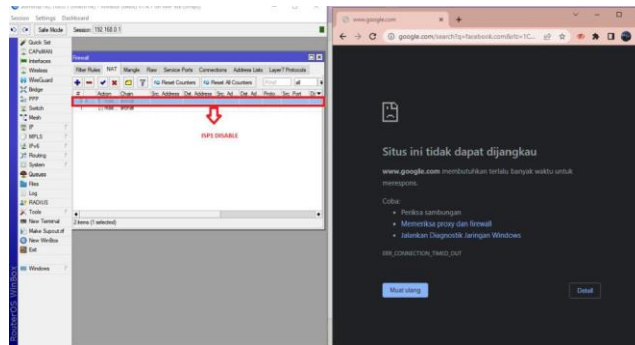 Session Settings Dashboard
Safe Mode Session: 192.168.0.1
Quick Set
CAPsMAN
Interfaces
Wireless
WireGuard
Bridge
PPP
Switch
Mesh
IP
MPLS
IPv6
Routing
System
Queues
Files
Log
RADIUS
Tools
New Terminal
Make Supout.rif
New WinBox
Exit
Windows
RouterOS WinBox
Firewall
Filter Rules NAT Mangle Raw Service Ports Connections Address Lists Layer7 Protocols
Reset Counters Reset All Counters Find all
# Action Chain Src. Address Dst. Address Src. Ad... Dst. Ad... Proto... Src. Port
ISP1 DISABLE
2 items (1 selected)
www.google.com
google.com/search?q=facebook.com&rlz=1C...
Situs ini tidak dapat dijangkau
www.google.com membutuhkan terlalu banyak waktu untuk
merespons.
Coba:
Periksa sambungan
Memeriksa proxy dan firewall
Jalankan Diagnostik Jaringan Windows
ERR_CONNECTION_TIMED_OUT
Muat ulang
Detail